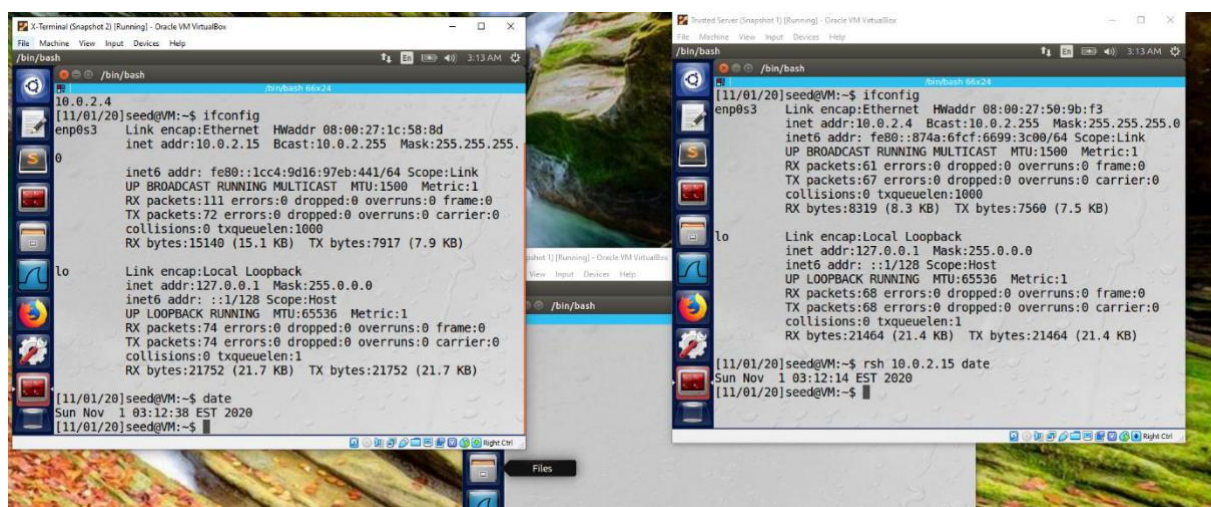 X-Terminal (Snapshot 2) [Running] - Oracle VM VirtualBox
File Machine View Input Devices Help
/bin/bash En 3:13 AM
/bin/bash
/bin/bash 66x24
10.0.2.4
[11/01/20]seed@VM:~$ ifconfig
enp0s3 Link encap:Ethernet HWaddr 08:00:27:1c:58:8d
inet addr:10.0.2.15 Bcast:10.0.2.255 Mask:255.255.255.
0
inet6 addr: fe80::1cc4:9d16:97eb:441/64 Scope:Link
UP BROADCAST RUNNING MULTICAST MTU:1500 Metric:1
RX packets:111 errors:0 dropped:0 overruns:0 frame:0
TX packets:72 errors:0 dropped:0 overruns:0 carrier:0
collisions:0 txqueuelen:1000
RX bytes:15140 (15.1 KB) TX bytes:7917 (7.9 KB)
lo Link encap:Local Loopback
inet addr:127.0.0.1 Mask:255.0.0.0
inet6 addr: ::1/128 Scope:Host
UP LOOPBACK RUNNING MTU:65536 Metric:1
RX packets:74 errors:0 dropped:0 overruns:0 frame:0
TX packets:74 errors:0 dropped:0 overruns:0 carrier:0
collisions:0 txqueuelen:1
RX bytes:21752 (21.7 KB) TX bytes:21752 (21.7 KB)
[11/01/20]seed@VM:~$ date
Sun Nov 1 03:12:38 EST 2020
[11/01/20]seed@VM:~$
Right Ctrl
pshot 1) [Running] - Oracle VM VirtualBox
View Input Devices Help
/bin/bash
Files
Trusted Server (Snapshot 1) [Running] - Oracle VM VirtualBox
File Machine View Input Devices Help
/bin/bash En 3:13 AM
/bin/bash
/bin/bash 66x24
[11/01/20]seed@VM:~$ ifconfig
enp0s3 Link encap:Ethernet HWaddr 08:00:27:50:9b:f3
inet addr:10.0.2.4 Bcast:10.0.2.255 Mask:255.255.255.0
inet6 addr: fe80::874a:6fcf:6699:3c00/64 Scope:Link
UP BROADCAST RUNNING MULTICAST MTU:1500 Metric:1
RX packets:61 errors:0 dropped:0 overruns:0 frame:0
TX packets:67 errors:0 dropped:0 overruns:0 carrier:0
collisions:0 txqueuelen:1000
RX bytes:8319 (8.3 KB) TX bytes:7560 (7.5 KB)
lo Link encap:Local Loopback
inet addr:127.0.0.1 Mask:255.0.0.0
inet6 addr: ::1/128 Scope:Host
UP LOOPBACK RUNNING MTU:65536 Metric:1
RX packets:68 errors:0 dropped:0 overruns:0 frame:0
TX packets:68 errors:0 dropped:0 overruns:0 carrier:0
collisions:0 txqueuelen:1
RX bytes:21464 (21.4 KB) TX bytes:21464 (21.4 KB)
[11/01/20]seed@VM:~$ rsh 10.0.2.15 date
Sun Nov 1 03:12:14 EST 2020
[11/01/20]seed@VM:~$
Right Ctrl